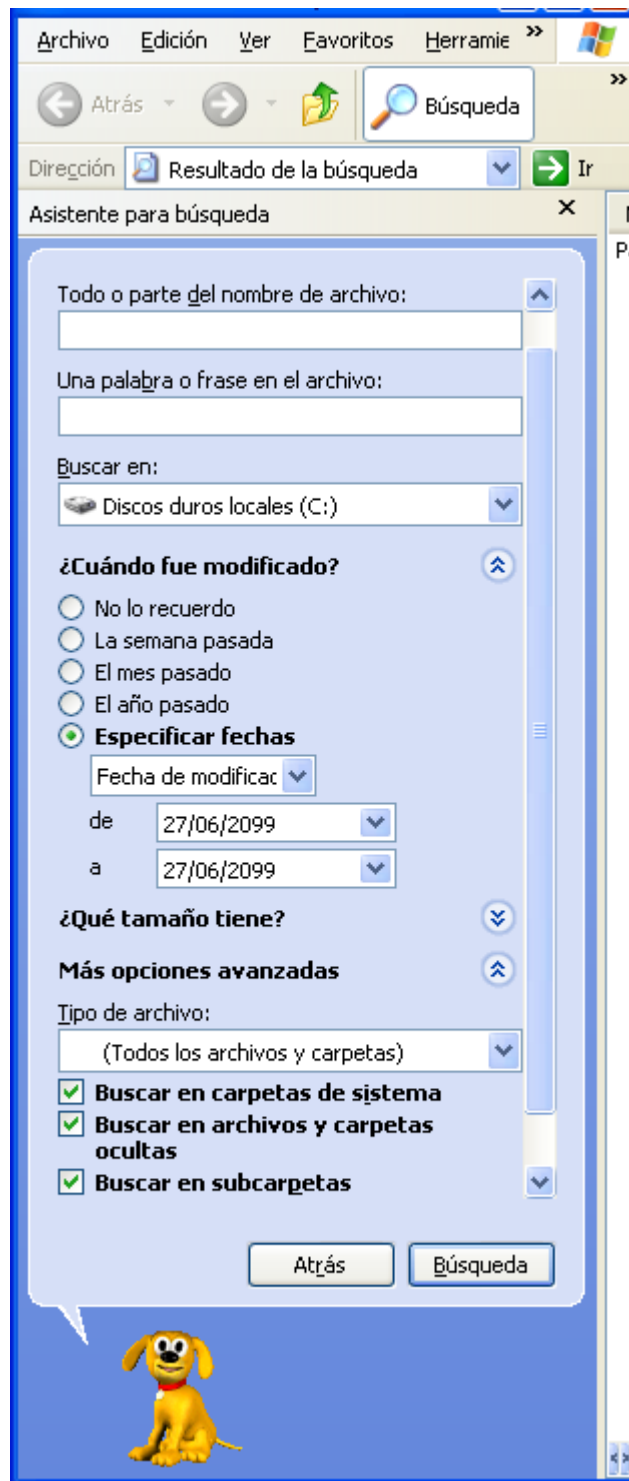 Archivo Edición Ver Favoritos Herramie »
Atrás Búsqueda »
Dirección Resultado de la búsqueda Ir
Asistente para búsqueda
Todo o parte del nombre de archivo:
Una palabra o frase en el archivo:
Buscar en:
Discos duros locales (C:)
¿Cuándo fue modificado?
No lo recuerdo
La semana pasada
El mes pasado
El año pasado
Especificar fechas
Fecha de modificac
de 27/06/2099
a 27/06/2099
¿Qué tamaño tiene?
Más opciones avanzadas
Tipo de archivo:
(Todos los archivos y carpetas)
Buscar en carpetas de sistema
Buscar en archivos y carpetas
ocultas
Buscar en subcarpetas
Atrás Búsqueda